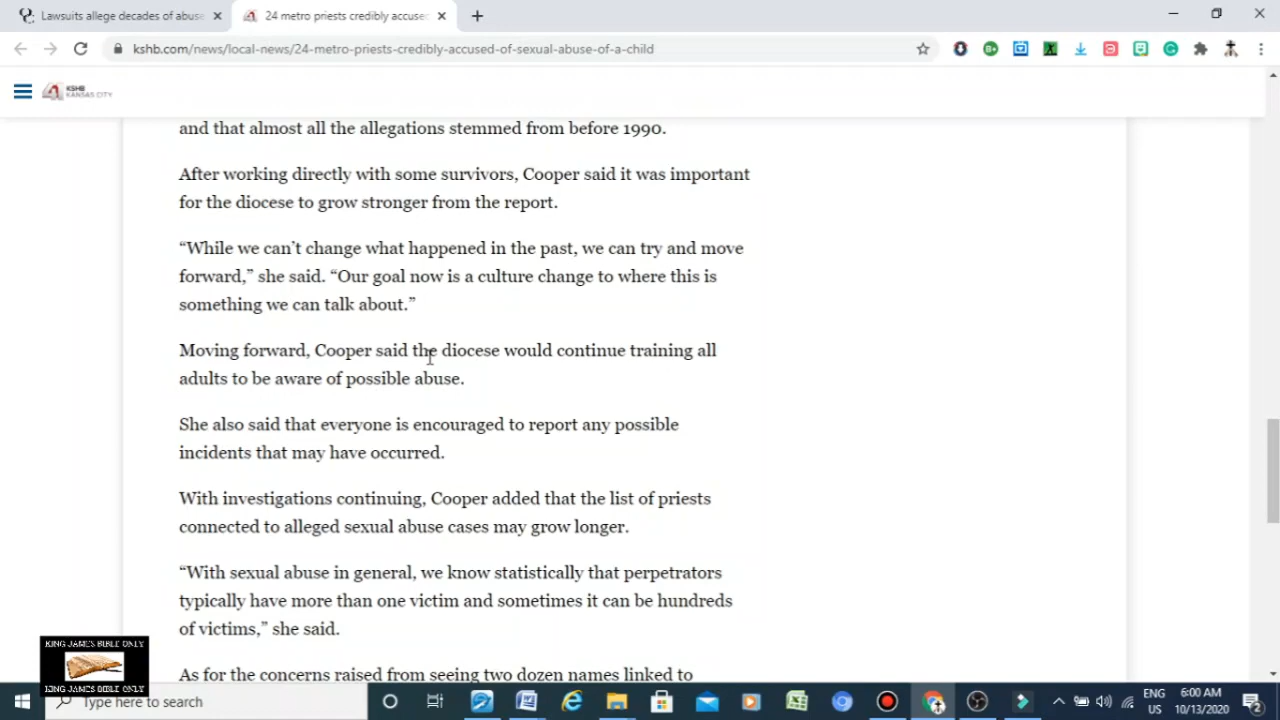 Lawsuits allege decades of abuse
24 metro priests credibly accused
kshb.com/news/local-news/24-metro-priests-credibly-accused-of-sexual-abuse-of-a-child
KSHB
KANSAS CITY
and that almost all the allegations stemmed from before 1990.
After working directly with some survivors, Cooper said it was important
for the diocese to grow stronger from the report.
“While we can’t change what happened in the past, we can try and move
forward,” she said. “Our goal now is a culture change to where this is
something we can talk about.”
Moving forward, Cooper said the diocese would continue training all
adults to be aware of possible abuse.
She also said that everyone is encouraged to report any possible
incidents that may have occurred.
With investigations continuing, Cooper added that the list of priests
connected to alleged sexual abuse cases may grow longer.
“With sexual abuse in general, we know statistically that perpetrators
typically have more than one victim and sometimes it can be hundreds
of victims,” she said.
As for the concerns raised from seeing two dozen names linked to
KING JAMES BIBLE ONLY
KING JAMES BIBLE ONLY
Type here to search
ENG
US
6:00 AM
10/13/2020
2